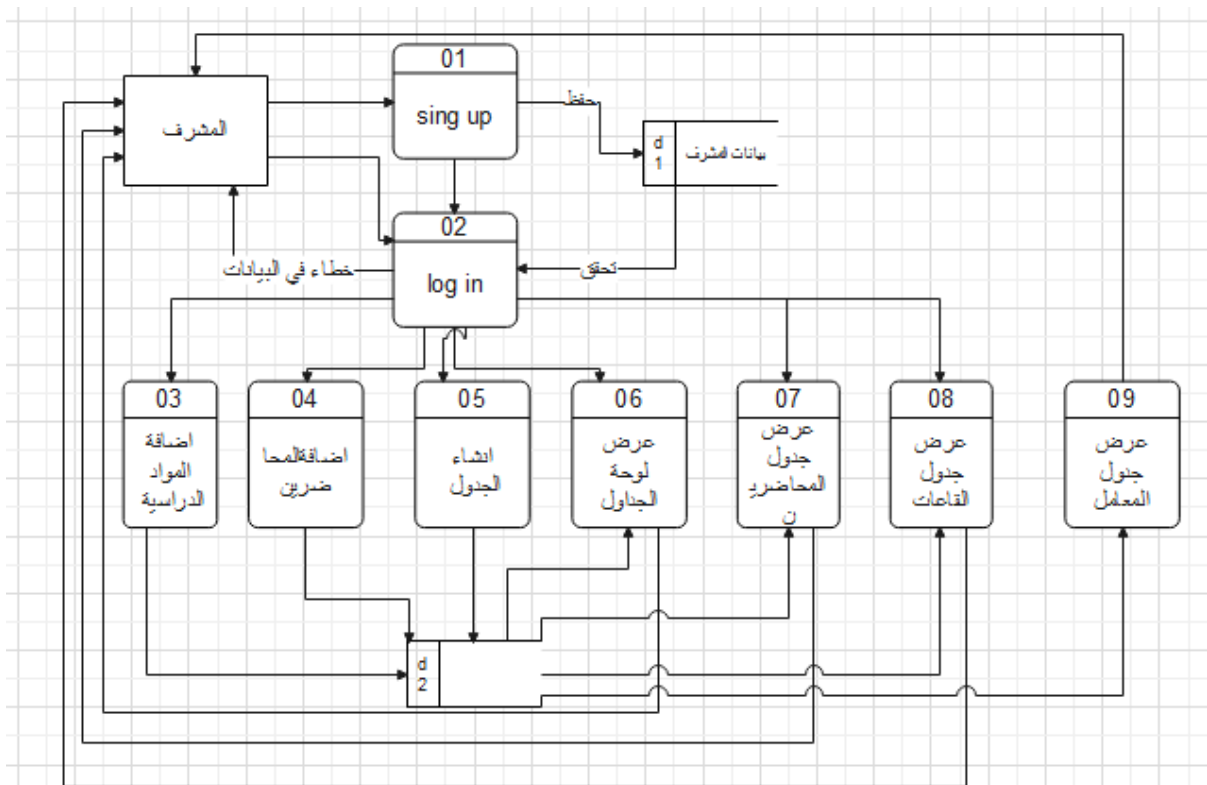 01
sing up
المشرف
حفظ
d
1
بيانات المشرف
02
log in
خطاء في البيانات
تحقق
03
اضافة
المواد
الدراسية
04
اضافةالمحا
ضرين
05
انشاء
الجدول
06
عرض
لوحة
الجداول
07
عرض
جدول
المحاضري
ن
08
عرض
جدول
القاعات
09
عرض
جدول
المعامل
d
2